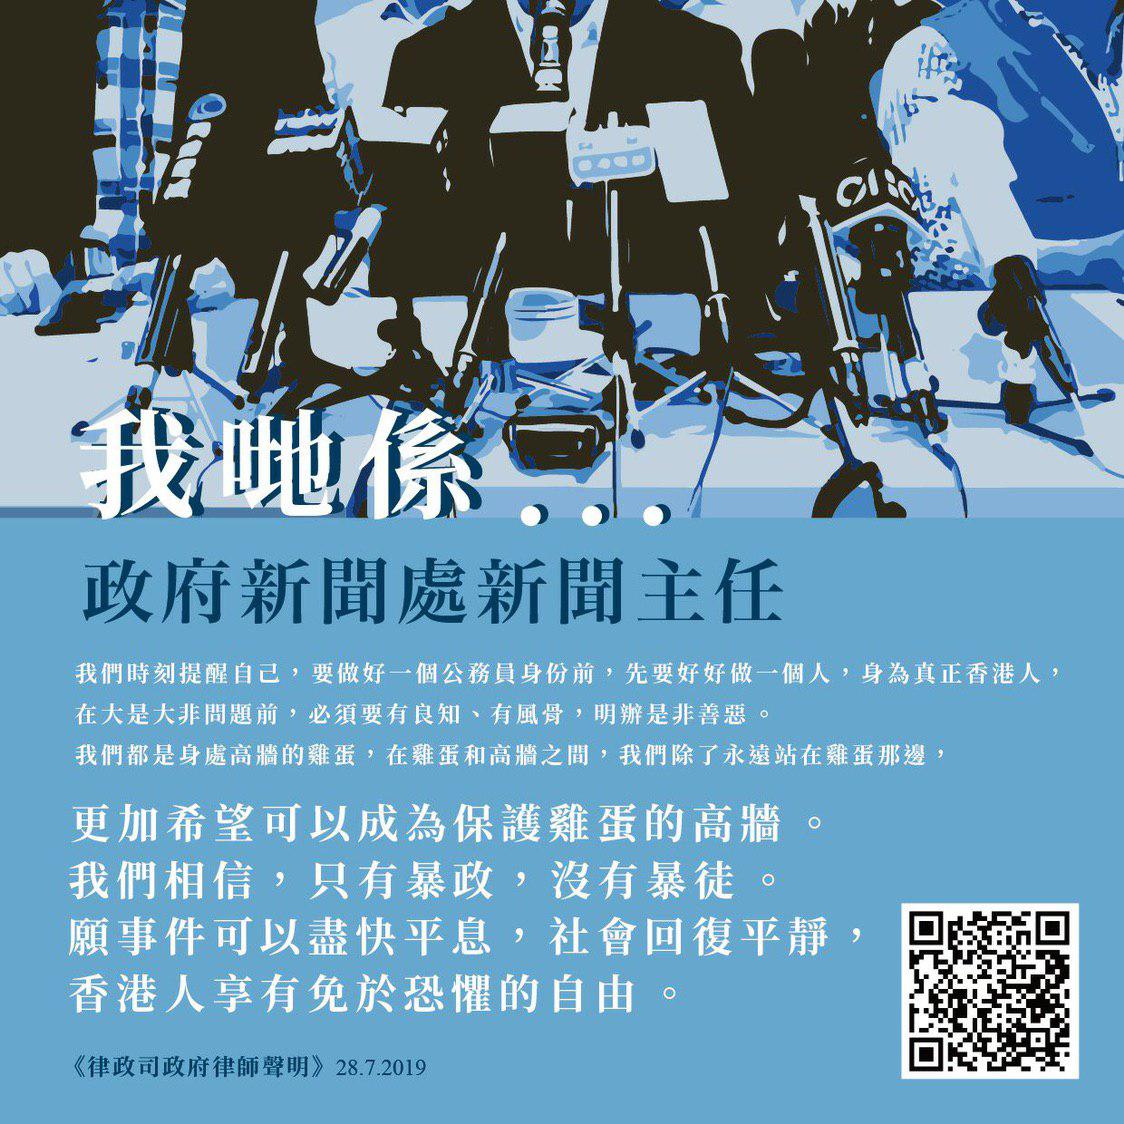 我哋係...
政府新聞處新聞主任
我們時刻提醒自己，要做好一個公務員身份前，先要好好做一個人，身為真正香港人，
在大是大非問題前，必須要有良知、有風骨，明辦是非善惡。
我們都是身處高牆的雞蛋，在雞蛋和高牆之間，我們除了永遠站在雞蛋那邊，
更加希望可以成為保護雞蛋的高牆。
我們相信，只有暴政，沒有暴徒。
願事件可以盡快平息，社會回復平靜，
香港人享有免於恐懼的自由。
《律政司政府律師聲明》28.7.2019